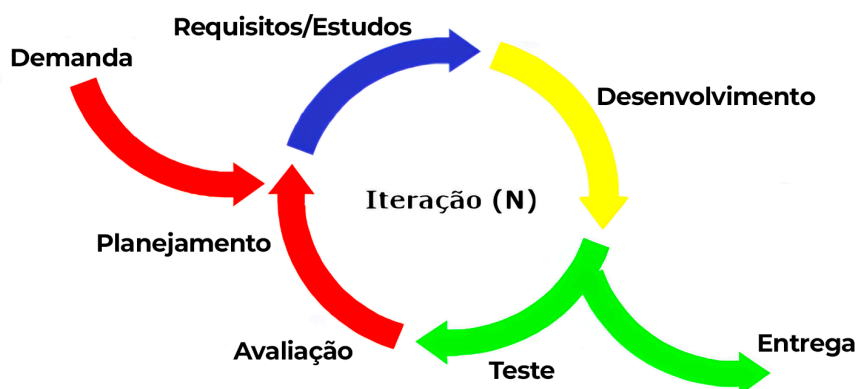 Requisitos/Estudos
Demanda
Desenvolvimento
Iteração (N)
Planejamento
Avaliação
Entrega
Teste